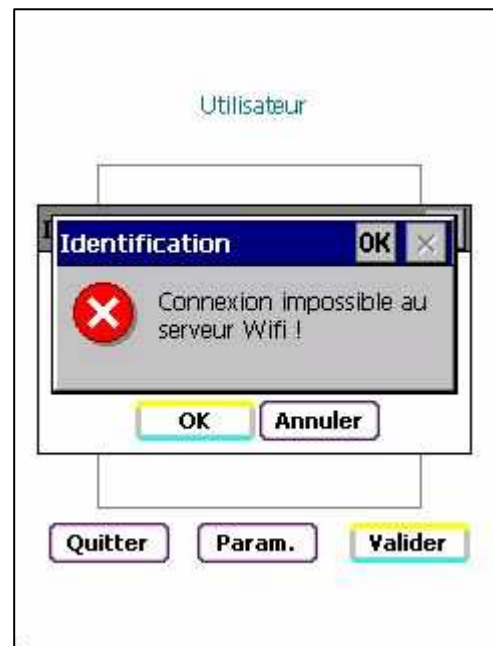 Utilisateur
Identification OK
Connexion impossible au
serveur Wifi !
OK Annuler
Quitter Param. Valider